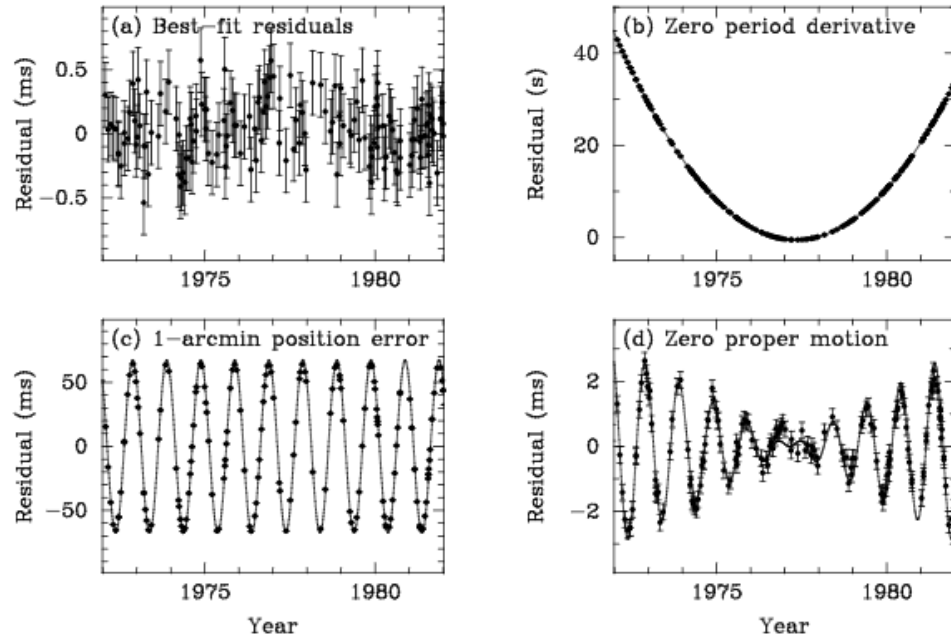 (a) Best-fit residuals
Residual (ms)
0.5
0
−0.5
1975
1980
(b) Zero period derivative
Residual (s)
40
20
0
1975
1980
(c) 1-arcmin position error
Residual (ms)
50
0
−50
1975
1980
Year
(d) Zero proper motion
Residual (ms)
2
0
−2
1975
1980
Year